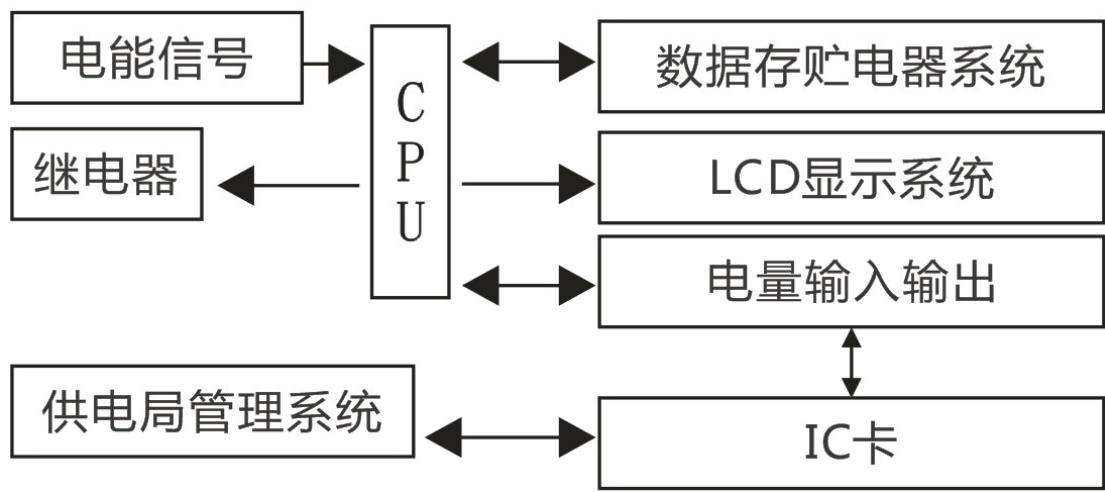 电能信号
CPU
数据存贮电器系统
继电器
LCD显示系统
电量输入输出
供电局管理系统
IC卡